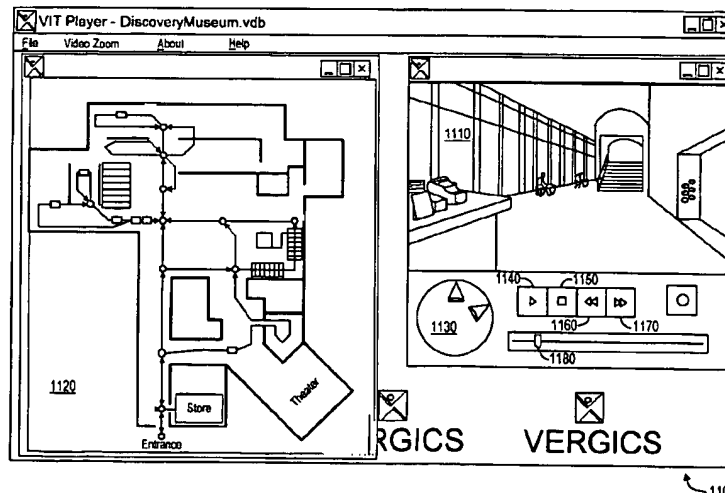 VIT Player - DiscoveryMuseum.vdb
File Video Zoom About Help
1110
1140
1150
1130
1160
1170
1180
1120
Theater
Store
Entrance
RGICS
VERGICS
110